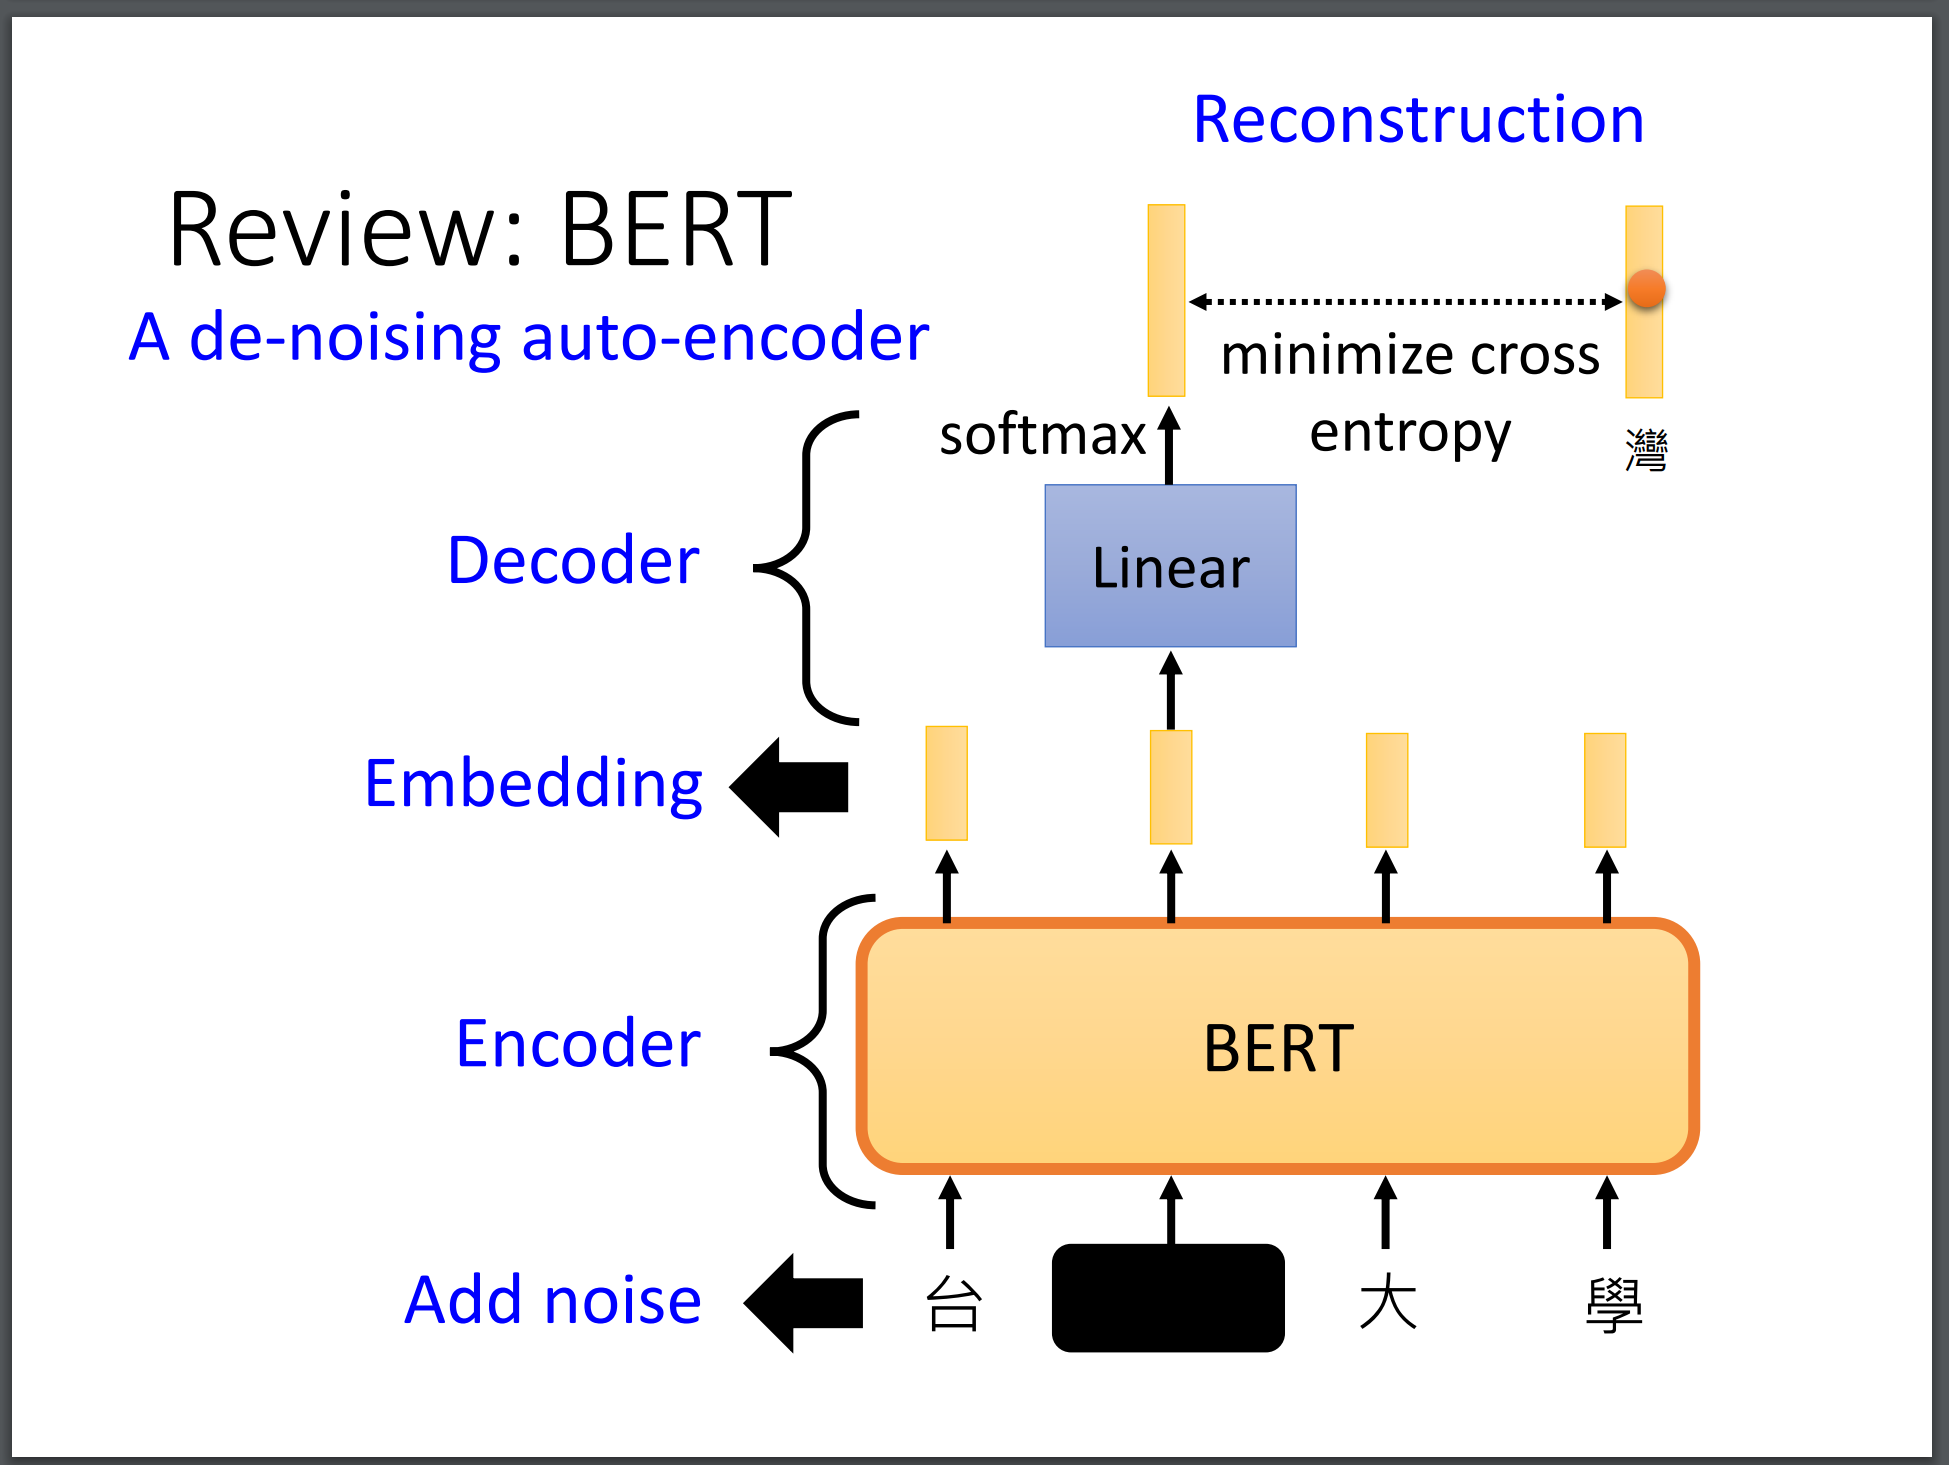 Reconstruction
Review: BERT
A de-noising auto-encoder
minimize cross
entropy
softmax
灣
Linear
Decoder
Embedding
Encoder
BERT
Add noise
台 大 學